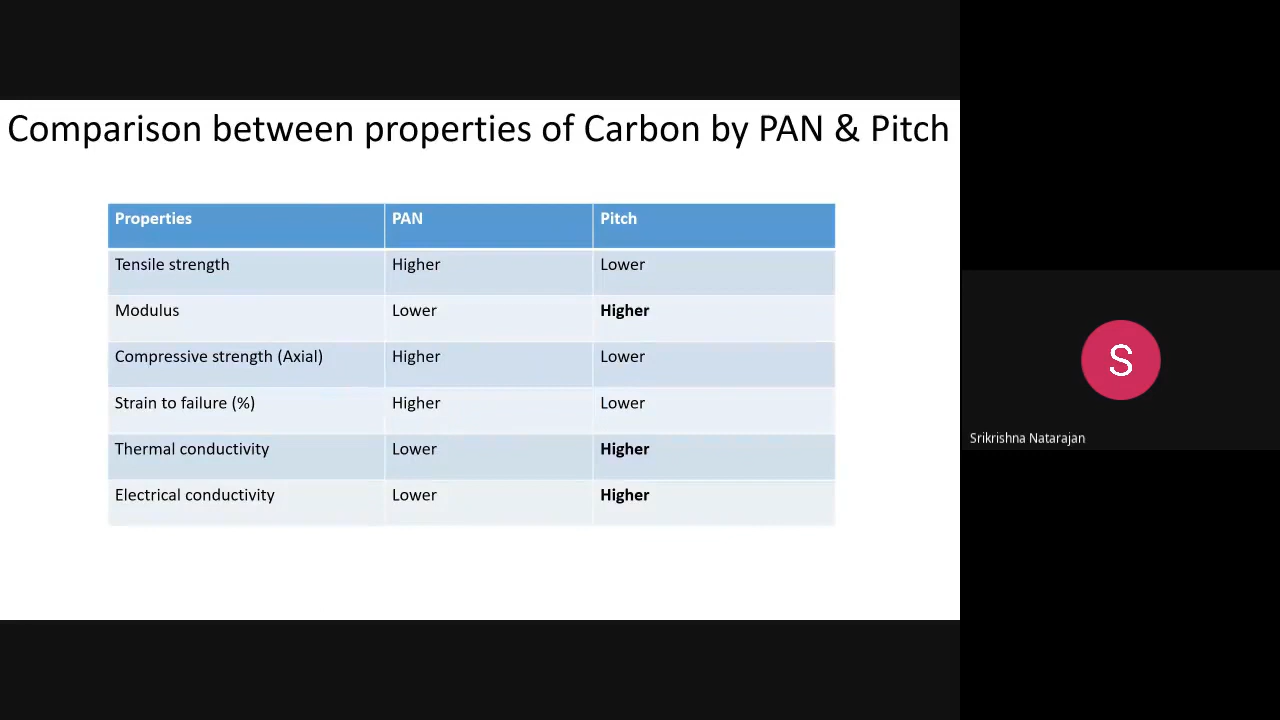 Comparison between properties of Carbon by PAN & Pitch
Properties PAN Pitch
Tensile strength Higher Lower
Modulus Lower Higher
Compressive strength (Axial) Higher Lower
Strain to failure (%) Higher Lower
Thermal conductivity Lower Higher
Electrical conductivity Lower Higher
S
Srikrishna Natarajan